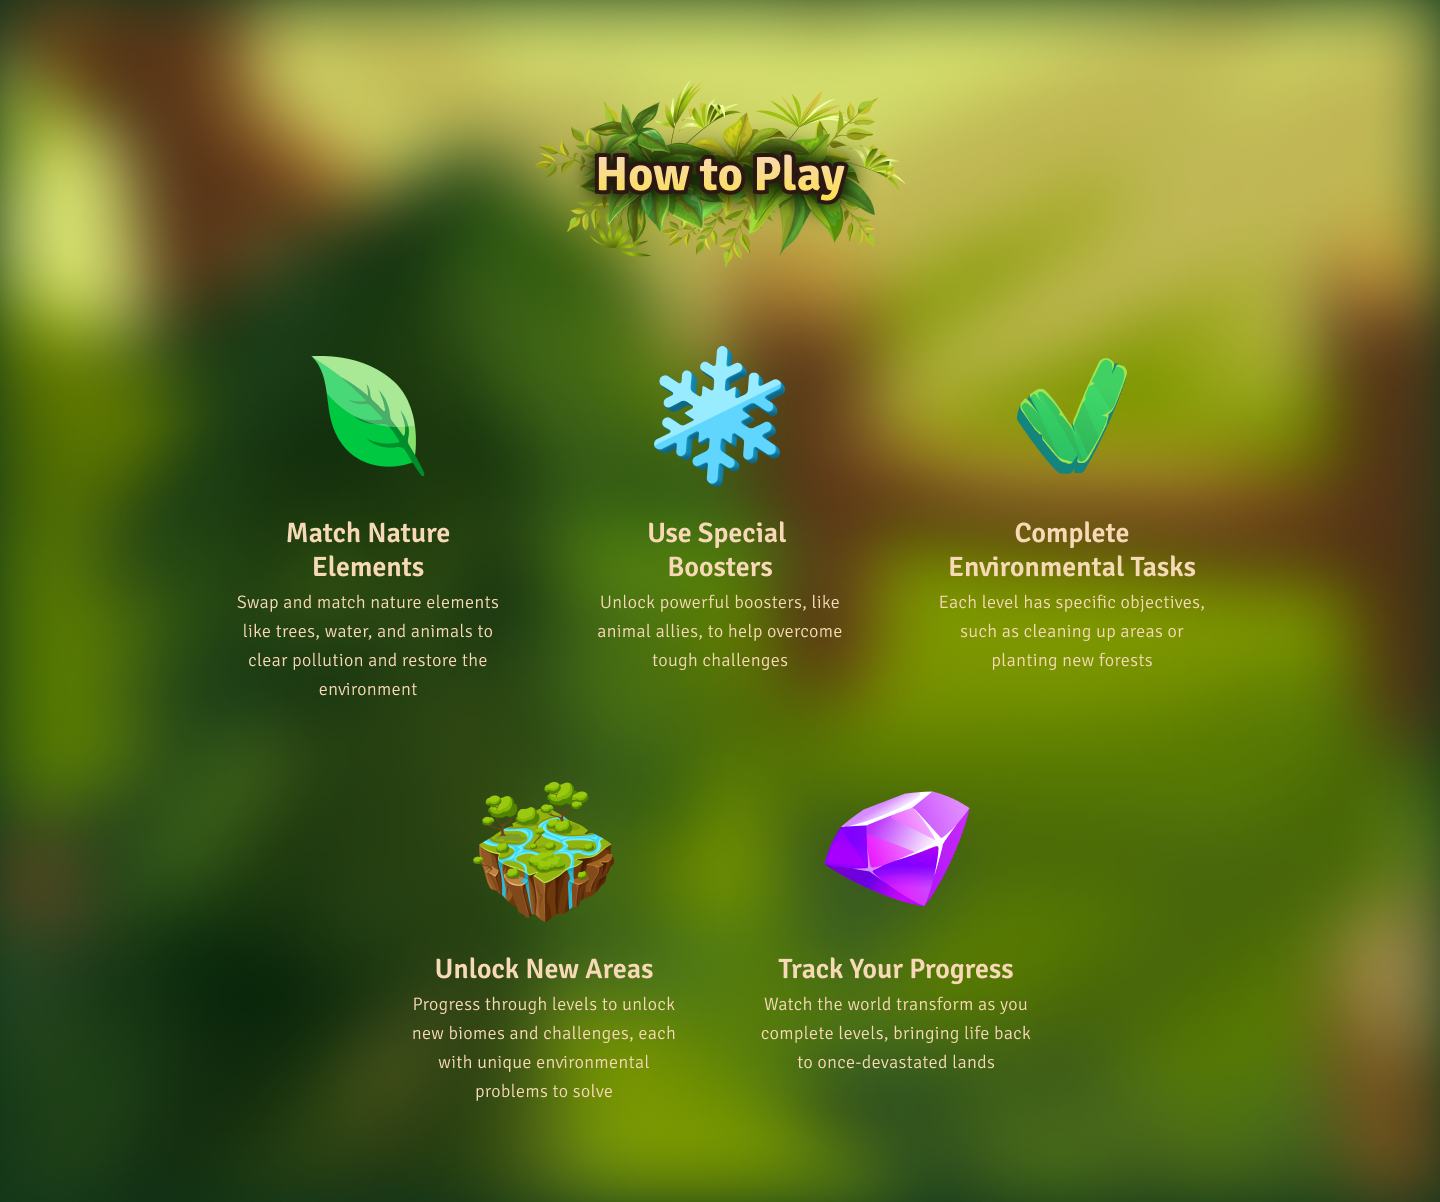 How to Play
Match Nature
Elements
Swap and match nature elements
like trees, water, and animals to
clear pollution and restore the
environment
Use Special
Boosters
Unlock powerful boosters, like
animal allies, to help overcome
tough challenges
Complete
Environmental Tasks
Each level has specific objectives,
such as cleaning up areas or
planting new forests
Unlock New Areas
Progress through levels to unlock
new biomes and challenges, each
with unique environmental
problems to solve
Track Your Progress
Watch the world transform as you
complete levels, bringing life back
to once-devastated lands